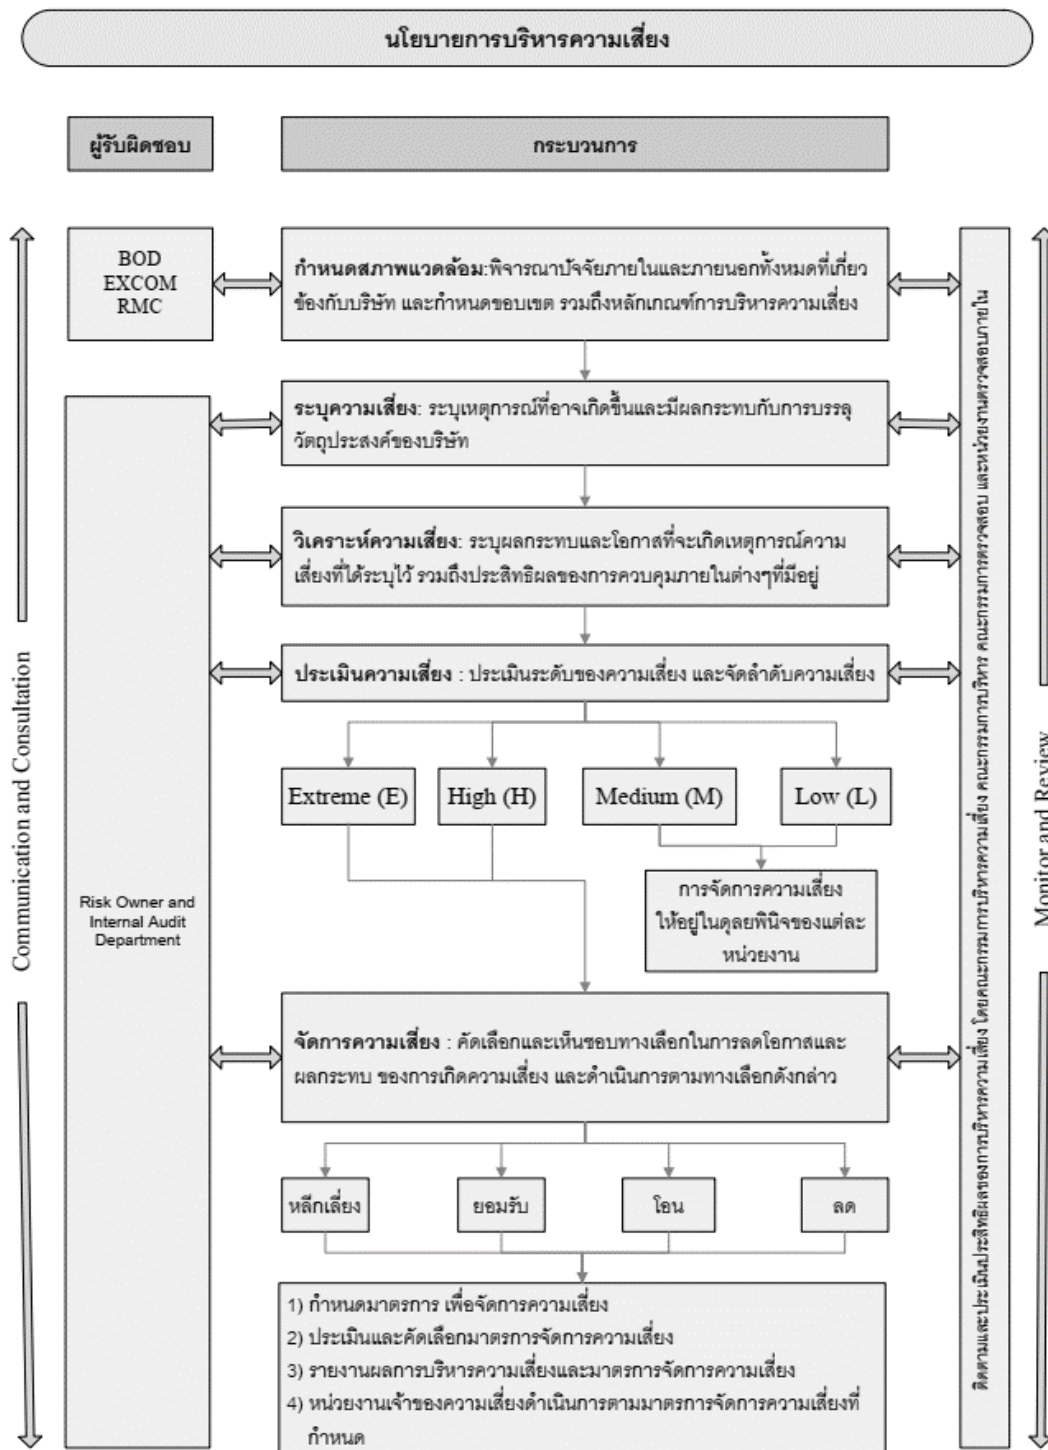 นโยบายการบริหารความเสี่ยง
ผู้รับผิดชอบ
กระบวนการ
BOD
EXCOM
RMC
กำหนดสภาพแวดล้อม:พิจารณาปัจจัยภายในและภายนอกทั้งหมดที่เกี่ยว
ข้องกับบริษัท และกำหนดขอบเขต รวมถึงหลักเกณฑ์การบริหารความเสี่ยง
ระบุความเสี่ยง: ระบุเหตุการณ์ที่อาจเกิดขึ้นและมีผลกระทบกับการบรรลุ
วัตถุประสงค์ของบริษัท
วิเคราะห์ความเสี่ยง: ระบุผลกระทบและโอกาสที่จะเกิดเหตุการณ์ความ
เสี่ยงที่ได้ระบุไว้ รวมถึงประสิทธิผลของการควบคุมภายในต่างๆที่มีอยู่
ประเมินความเสี่ยง : ประเมินระดับของความเสี่ยง และจัดลำดับความเสี่ยง
Extreme (E)
High (H)
Medium (M)
Low (L)
การจัดการความเสี่ยง
ให้อยู่ในดุลยพินิจของแต่ละ
หน่วยงาน
Risk Owner and
Internal Audit
Department
จัดการความเสี่ยง : คัดเลือกและเห็นชอบทางเลือกในการลดโอกาสและ
ผลกระทบ ของการเกิดความเสี่ยง และดำเนินการตามทางเลือกดังกล่าว
หลีกเลี่ยง
ยอมรับ
โอน
ลด
1) กำหนดมาตรการ เพื่อจัดการความเสี่ยง
2) ประเมินและคัดเลือกมาตรการจัดการความเสี่ยง
3) รายงานผลการบริหารความเสี่ยงและมาตรการจัดการความเสี่ยง
4) หน่วยงานเจ้าของความเสี่ยงดำเนินการตามมาตรการจัดการความเสี่ยงที่
กำหนด
Communication and Consultation
ติดตามและประเมินประสิทธิผลของการบริหารความเสี่ยง โดยคณะกรรมการบริหารความเสี่ยง คณะกรรมการบริหาร คณะกรรมการตรวจสอบ และหน่วยงานตรวจสอบภายใน
Monitor and Review